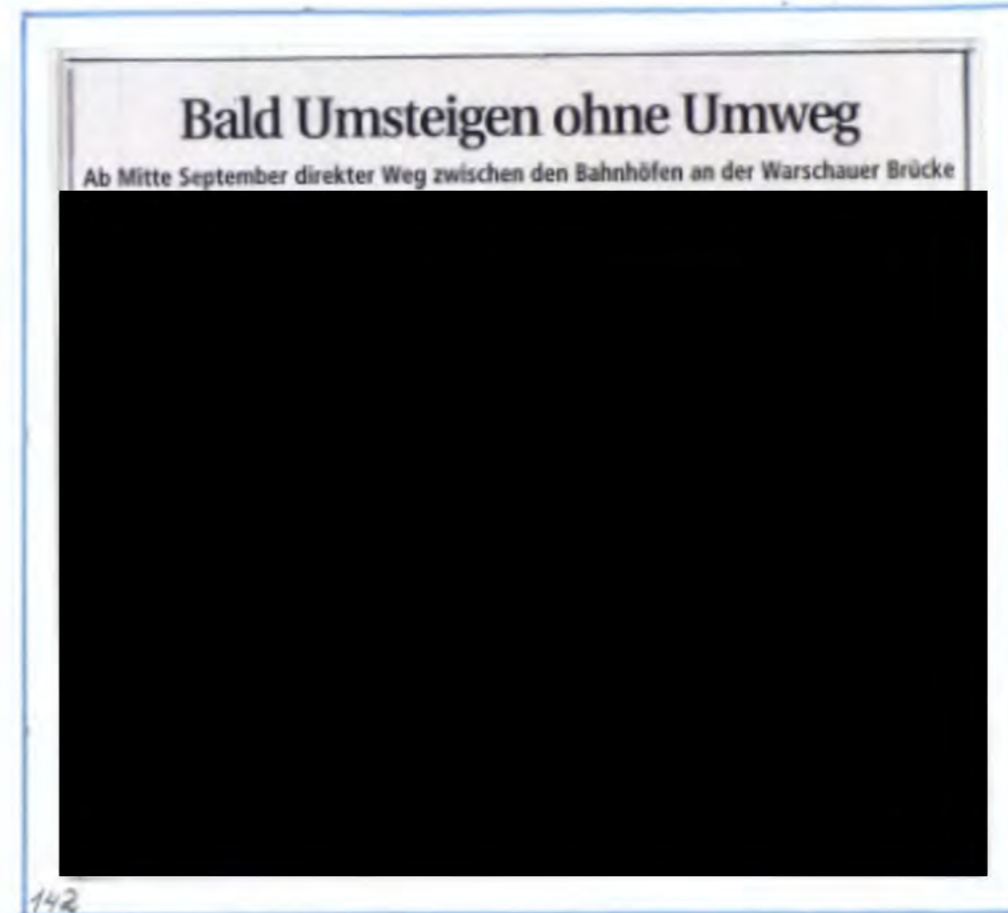 Bald Umsteigen ohne Umweg
Ab Mitte September direkter Weg zwischen den Bahnhöfen an der Warschauer Brücke
142